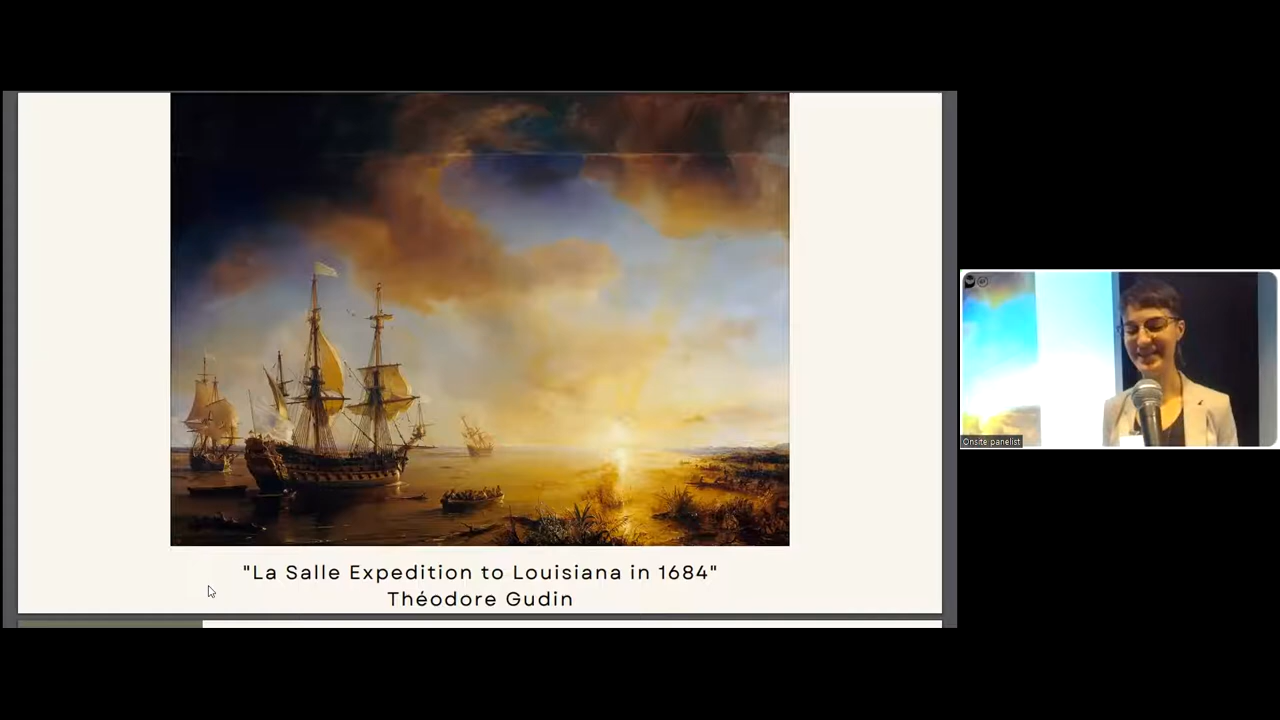 "La Salle Expedition to Louisiana in 1684"
Théodore Gudin
Onsite panelist